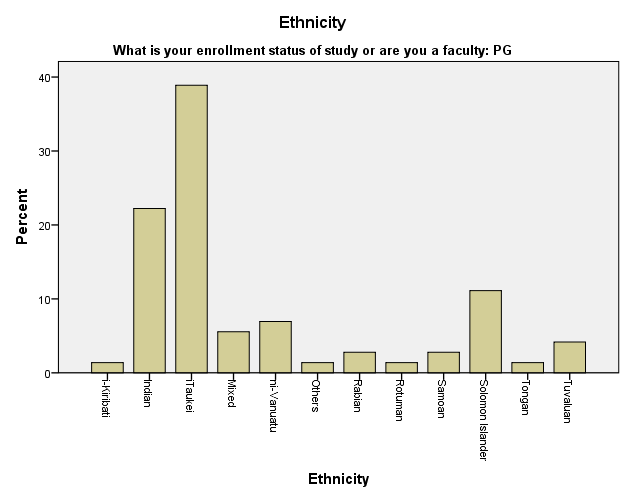 Ethnicity
What is your enrollment status of study or are you a faculty: PG
Percent
40
30
20
10
0
I-Kiribati
Indian
iTaukei
Mixed
ni-Vanuatu
Others
Rabian
Rotuman
Samoan
Solomon Islander
Tongan
Tuvaluan
Ethnicity